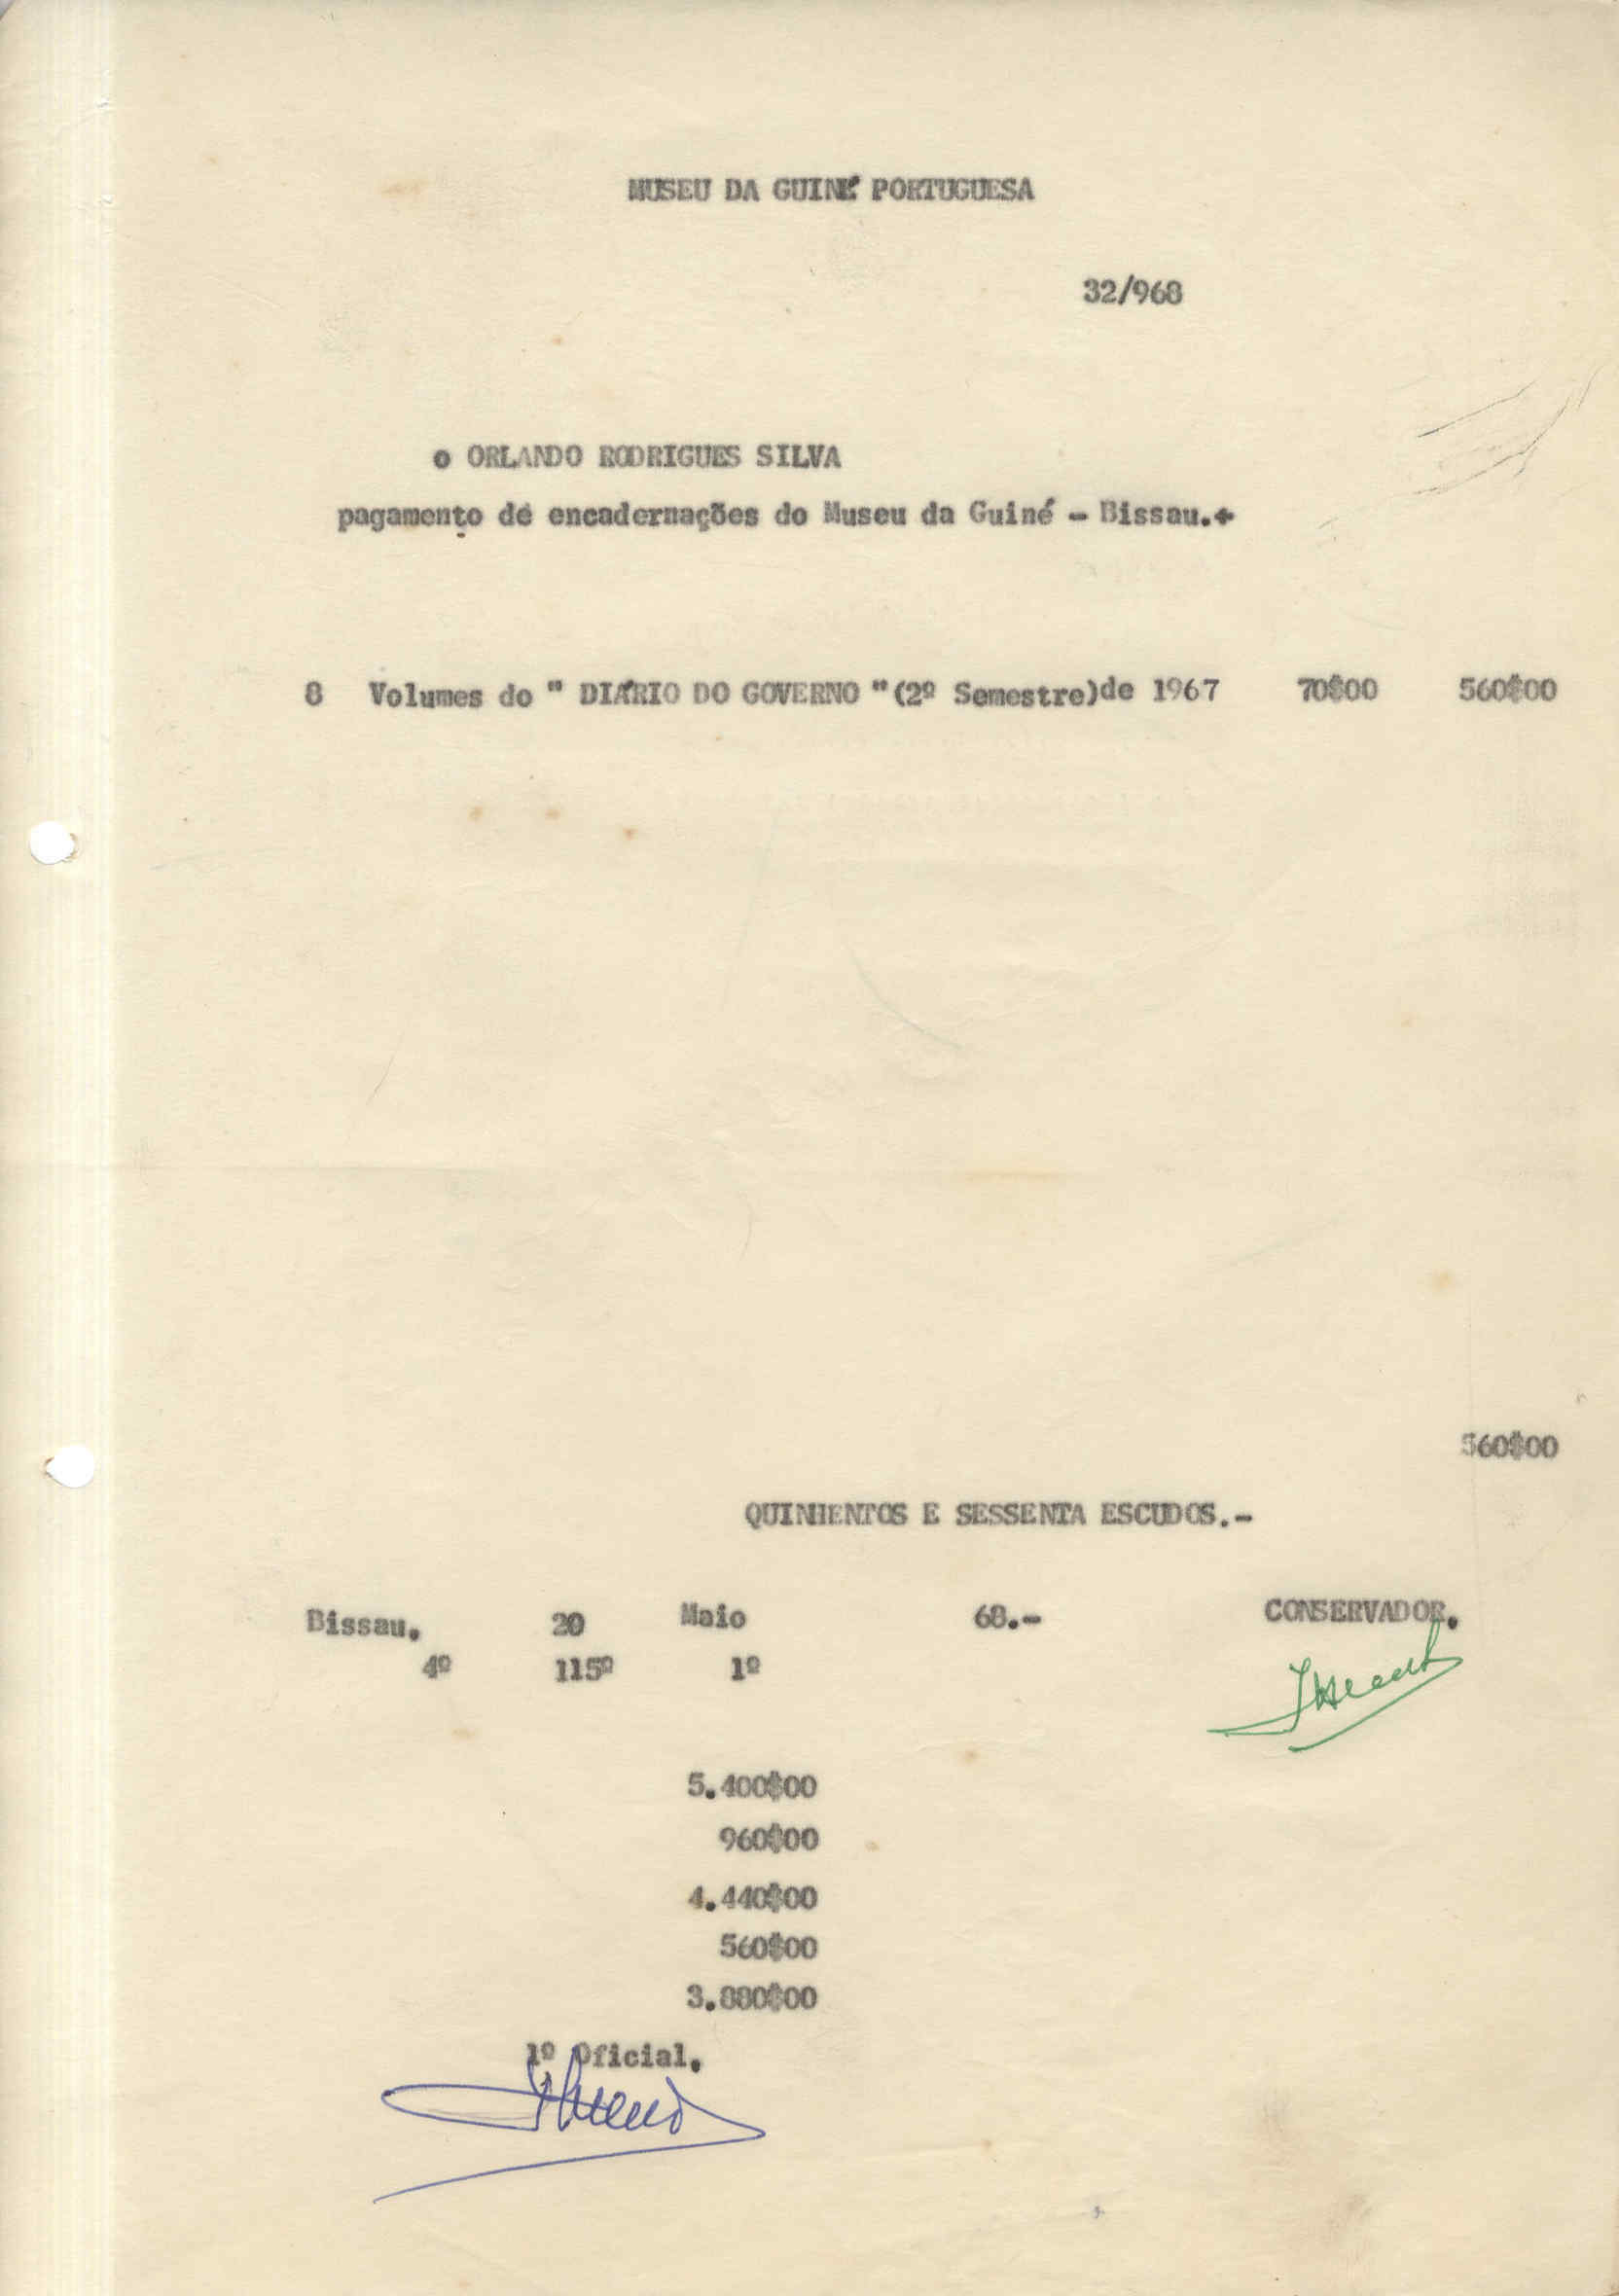 MUSEU DA GUINÉ PORTUGUESA
32/968
o ORLANDO RODRIGUES SILVA
pagamento de encadernações do Museu da Guiné - Bissau.+
8 Volumes do " DIÁRIO DO GOVERNO "(2º Semestre)de 1967 70$00 560$00
560$00
QUINHENTOS E SESSENTA ESCUDOS.-
Bissau. 20 Maio 68.- CONSERVADOR.
4º 115º 1º
5.400$00
960$00
4.440$00
560$00
3.880$00
1º Oficial.